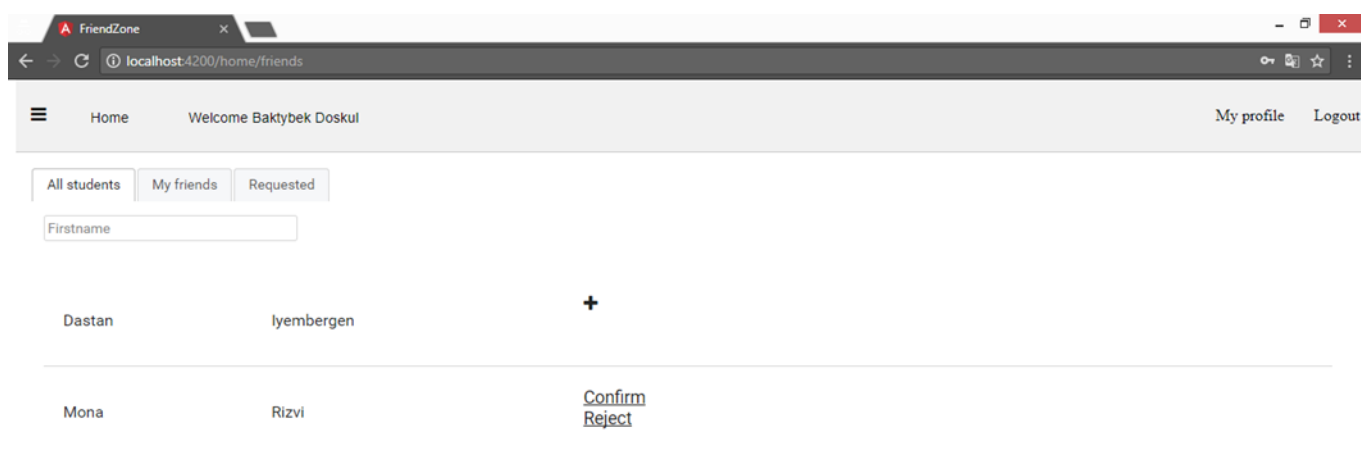 FriendZone
localhost:4200/home/friends
Home Welcome Baktybek Doskul My profile Logout
All students My friends Requested
Firstname
Dastan Iyembergen +
Mona Rizvi Confirm
Reject